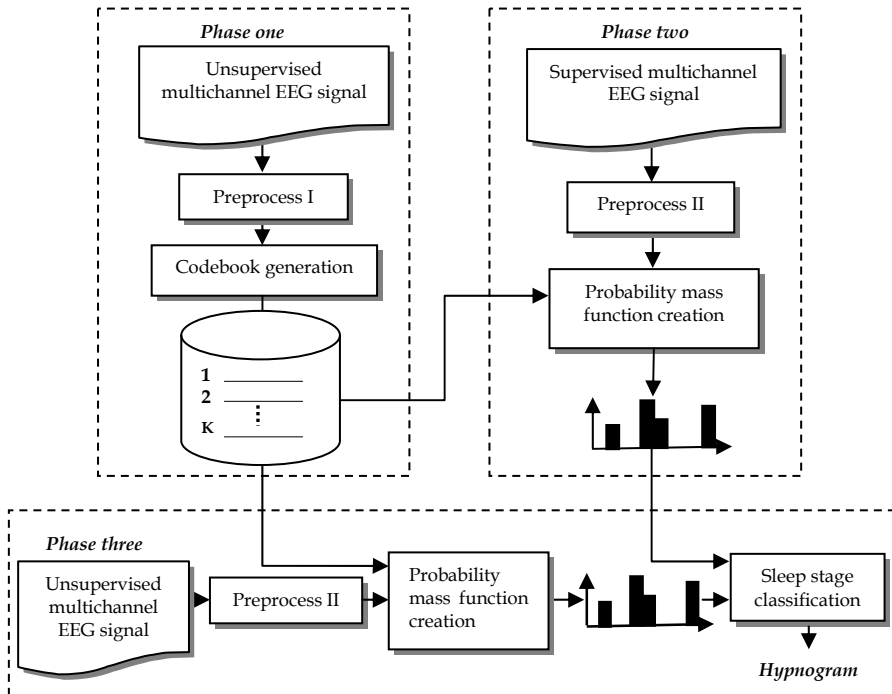 Phase one
Unsupervised
multichannel EEG signal
Preprocess I
Codebook generation
1
2
K
Phase two
Supervised multichannel
EEG signal
Preprocess II
Probability mass
function creation
Phase three
Unsupervised
multichannel
EEG signal
Preprocess II
Probability
mass function
creation
Sleep stage
classification
Hypnogram